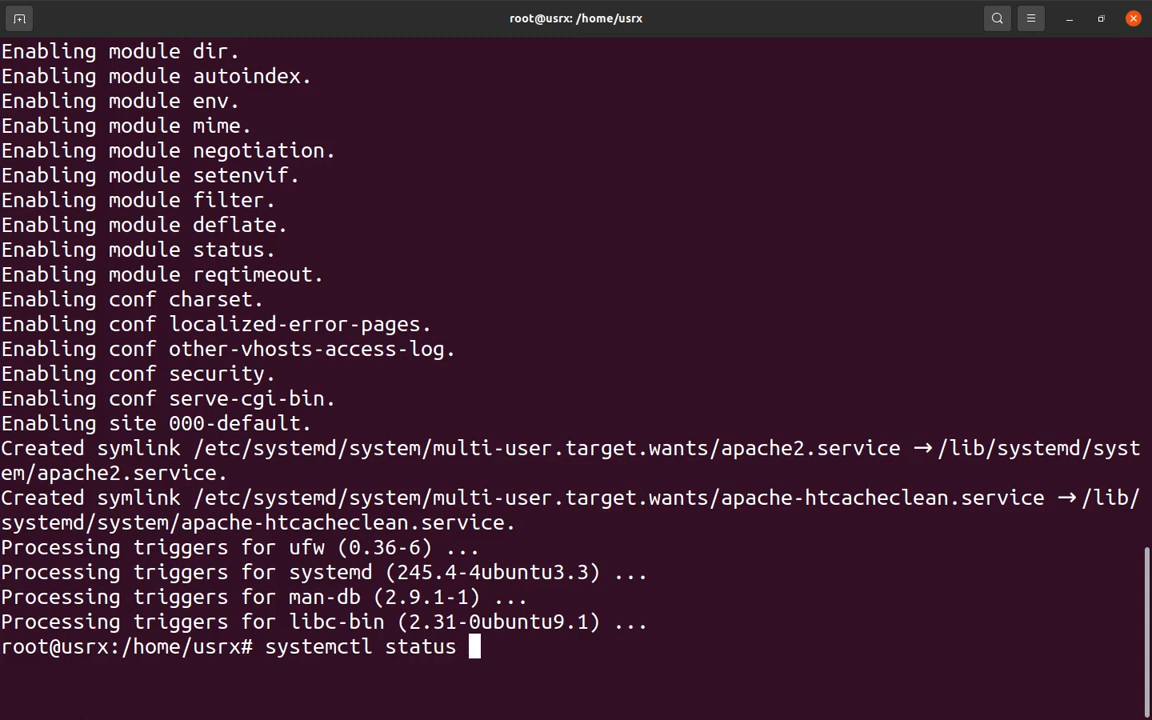 root@usrx: /home/usrx
Enabling module dir.
Enabling module autoindex.
Enabling module env.
Enabling module mime.
Enabling module negotiation.
Enabling module setenvif.
Enabling module filter.
Enabling module deflate.
Enabling module status.
Enabling module reqtimeout.
Enabling conf charset.
Enabling conf localized-error-pages.
Enabling conf other-vhosts-access-log.
Enabling conf security.
Enabling conf serve-cgi-bin.
Enabling site 000-default.
Created symlink /etc/systemd/system/multi-user.target.wants/apache2.service → /lib/systemd/syst
em/apache2.service.
Created symlink /etc/systemd/system/multi-user.target.wants/apache-htcacheclean.service → /lib/
systemd/system/apache-htcacheclean.service.
Processing triggers for ufw (0.36-6) ...
Processing triggers for systemd (245.4-4ubuntu3.3) ...
Processing triggers for man-db (2.9.1-1) ...
Processing triggers for libc-bin (2.31-0ubuntu9.1) ...
root@usrx:/home/usrx# systemctl status